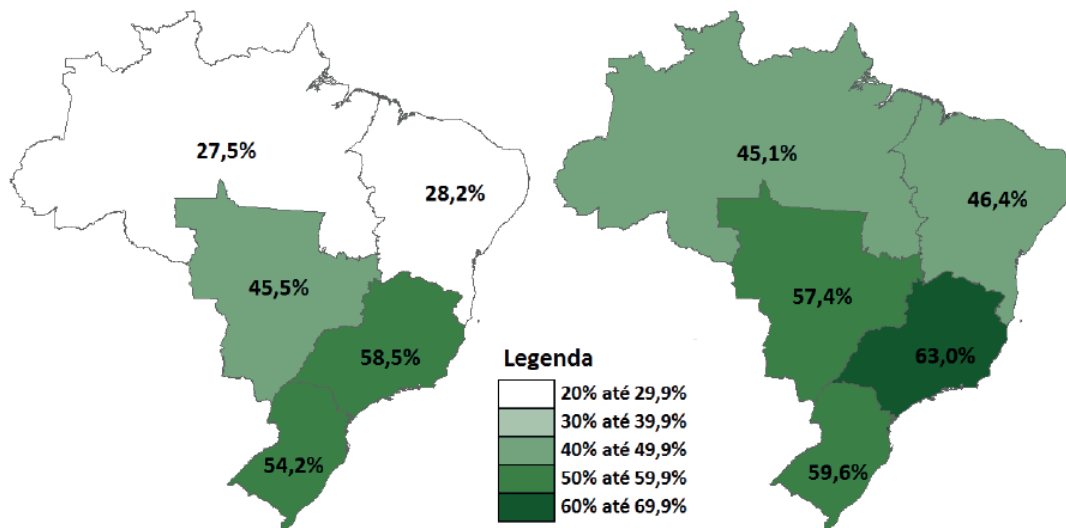 27,5%
28,2%
45,5%
58,5%
54,2%
45,1%
46,4%
57,4%
63,0%
59,6%
Legenda
20% até 29,9%
30% até 39,9%
40% até 49,9%
50% até 59,9%
60% até 69,9%